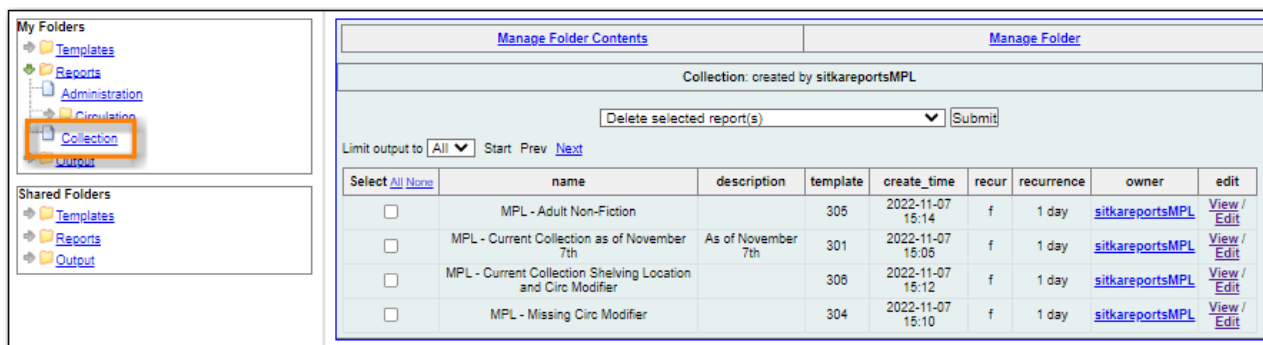 My Folders
Templates
Reports
Administration
Circulation
Collection
Output
Shared Folders
Templates
Reports
Output
Manage Folder Contents Manage Folder
Collection: created by sitkareportsMPL
Delete selected report(s) Submit
Limit output to All Start Prev Next
Select All None name description template create_time recur recurrence owner edit
MPL - Adult Non-Fiction 305 2022-11-07 15:14 f 1 day sitkareportsMPL View / Edit
MPL - Current Collection as of November 7th As of November 7th 301 2022-11-07 15:05 f 1 day sitkareportsMPL View / Edit
MPL - Current Collection Shelving Location and Circ Modifier 306 2022-11-07 15:12 f 1 day sitkareportsMPL View / Edit
MPL - Missing Circ Modifier 304 2022-11-07 15:10 f 1 day sitkareportsMPL View / Edit